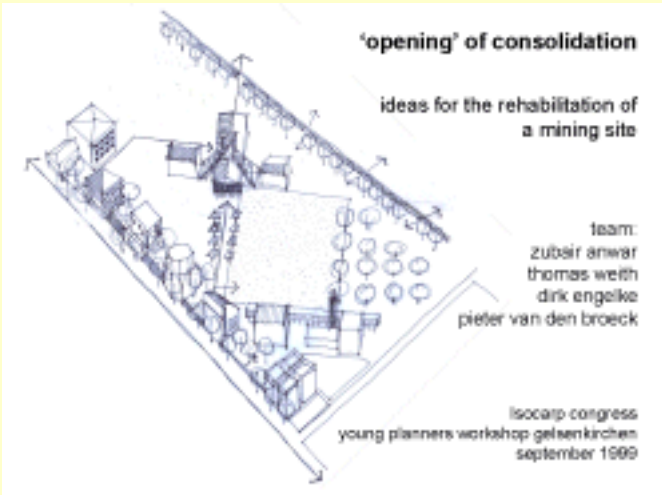 ‘opening’ of consolidation
ideas for the rehabilitation of
a mining site
team:
zubair anwar
thomas weith
dirk engelke
pieter van den broeck
Isocarp congress
young planners workshop gelsenkirchen
september 1999